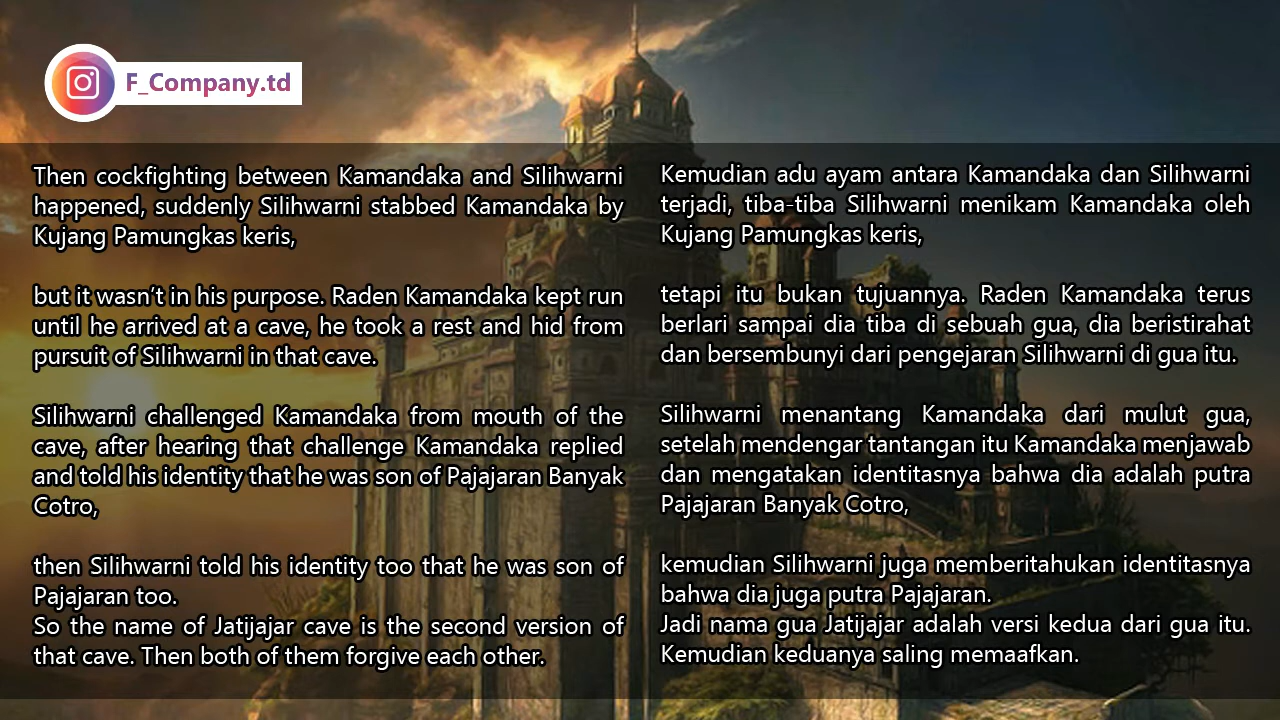 F_Company.td
Then cockfighting between Kamandaka and Silihwarni
happened, suddenly Silihwarni stabbed Kamandaka by
Kujang Pamungkas keris,
but it wasn’t in his purpose. Raden Kamandaka kept run
until he arrived at a cave, he took a rest and hid from
pursuit of Silihwarni in that cave.
Silihwarni challenged Kamandaka from mouth of the
cave, after hearing that challenge Kamandaka replied
and told his identity that he was son of Pajajaran Banyak
Cotro,
then Silihwarni told his identity too that he was son of
Pajajaran too.
So the name of Jatijajar cave is the second version of
that cave. Then both of them forgive each other.
Kemudian adu ayam antara Kamandaka dan Silihwarni
terjadi, tiba-tiba Silihwarni menikam Kamandaka oleh
Kujang Pamungkas keris,
tetapi itu bukan tujuannya. Raden Kamandaka terus
berlari sampai dia tiba di sebuah gua, dia beristirahat
dan bersembunyi dari pengejaran Silihwarni di gua itu.
Silihwarni menantang Kamandaka dari mulut gua,
setelah mendengar tantangan itu Kamandaka menjawab
dan mengatakan identitasnya bahwa dia adalah putra
Pajajaran Banyak Cotro,
kemudian Silihwarni juga memberitahukan identitasnya
bahwa dia juga putra Pajajaran.
Jadi nama gua Jatijajar adalah versi kedua dari gua itu.
Kemudian keduanya saling memaafkan.